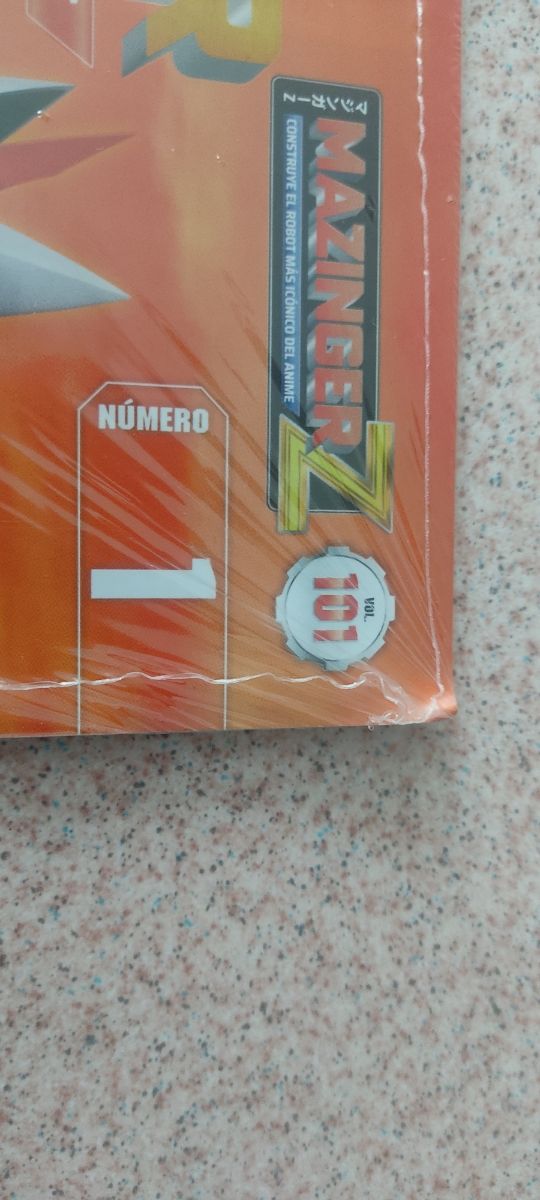 R
マジンガーZ
MAZINGER Z
CONSTRUYE EL ROBOT MÁS ICÓNICO DEL ANIME
VOL.
101
NÚMERO
1